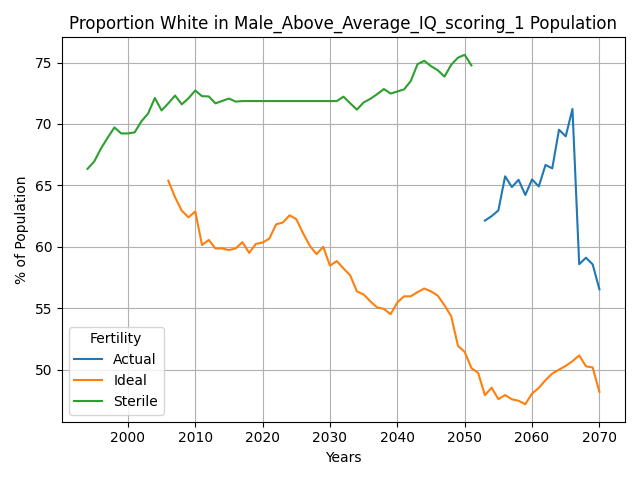 Proportion White in Male_Above_Average_IQ_scoring_1 Population
% of Population
75
70
65
60
55
50
Fertility
Actual
Ideal
Sterile
2000 2010 2020 2030 2040 2050 2060 2070
Years